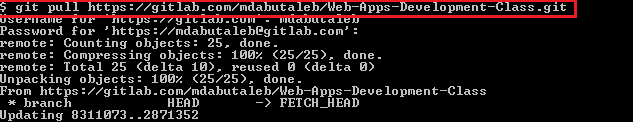 $ git pull https://gitlab.com/mdabutaleb/Web-Apps-Development-Class.git
Username for 'https://gitlab.com': mdabutaleb
Password for 'https://mdabutaleb@gitlab.com':
remote: Counting objects: 25, done.
remote: Compressing objects: 100% (25/25), done.
remote: Total 25 (delta 10), reused 0 (delta 0)
Unpacking objects: 100% (25/25), done.
From https://gitlab.com/mdabutaleb/Web-Apps-Development-Class
 * branch            HEAD       -> FETCH_HEAD
Updating 8311073..2871352